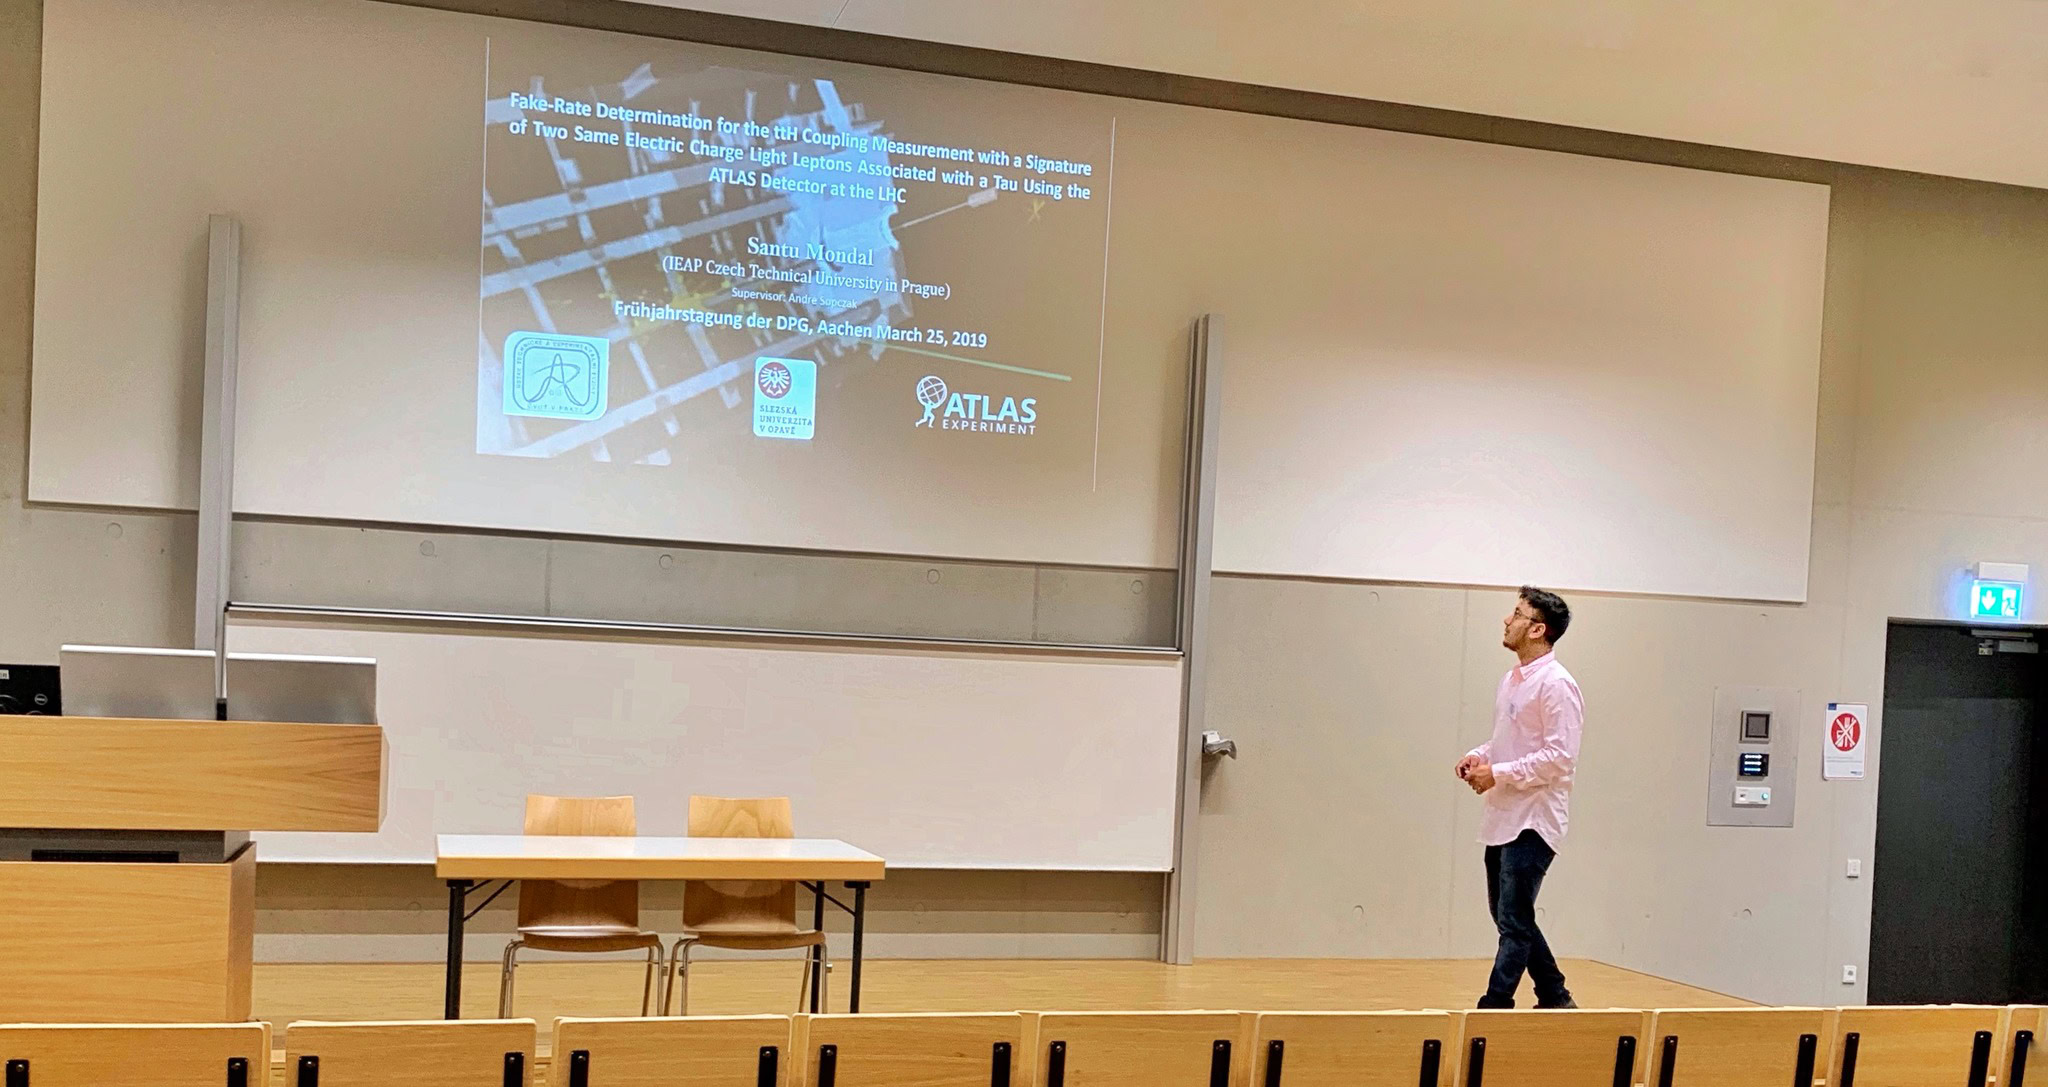 Fake-Rate Determination for the ttH Coupling Measurement with a Signature
of Two Same Electric Charge Light Leptons Associated with a Tau Using the
ATLAS Detector at the LHC
Santu Mondal
(IEAP Czech Technical University in Prague)
Supervisor: André Sopczak
Frühjahrstagung der DPG, Aachen March 25, 2019
SLEZSKÁ
UNIVERZITA
V OPAVĚ
ATLAS
EXPERIMENT